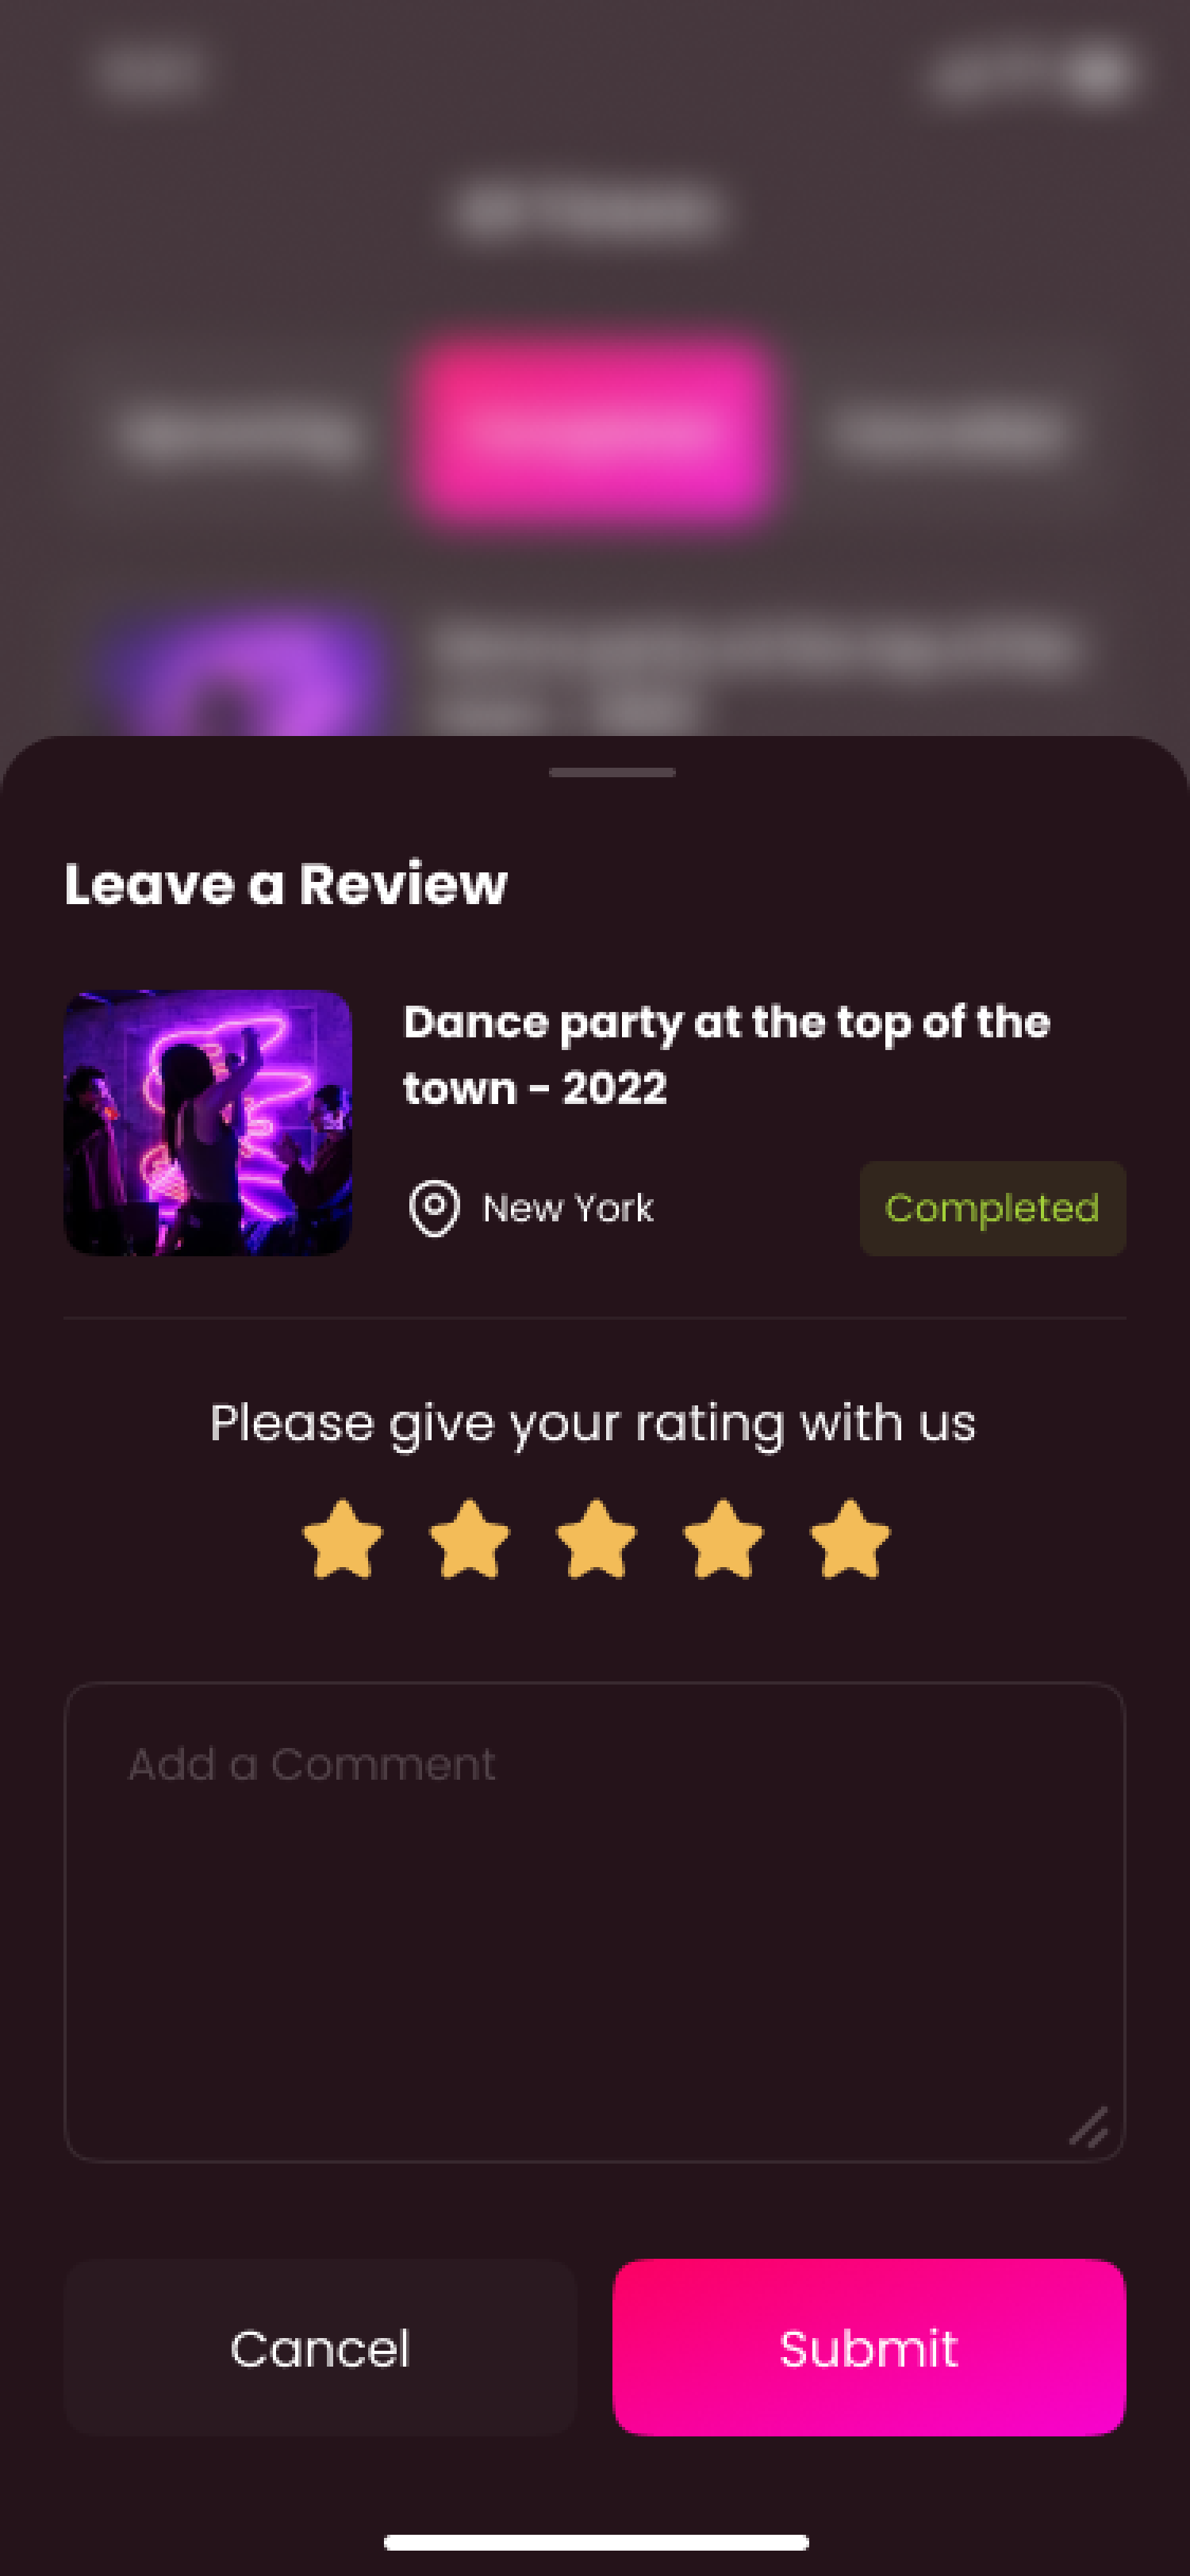 Leave a Review
Dance party at the top of the
town - 2022
New York
Completed
Please give your rating with us
Add a Comment
Cancel
Submit